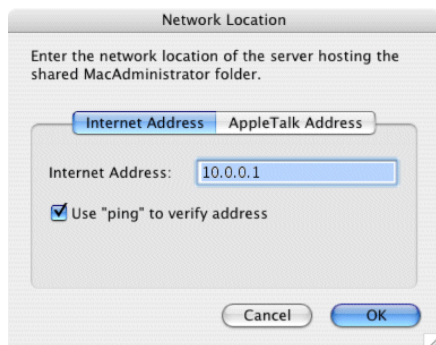 Network Location
Enter the network location of the server hosting the
shared MacAdministrator folder.
Internet Address AppleTalk Address
Internet Address: 10.0.0.1
Use "ping" to verify address
Cancel OK